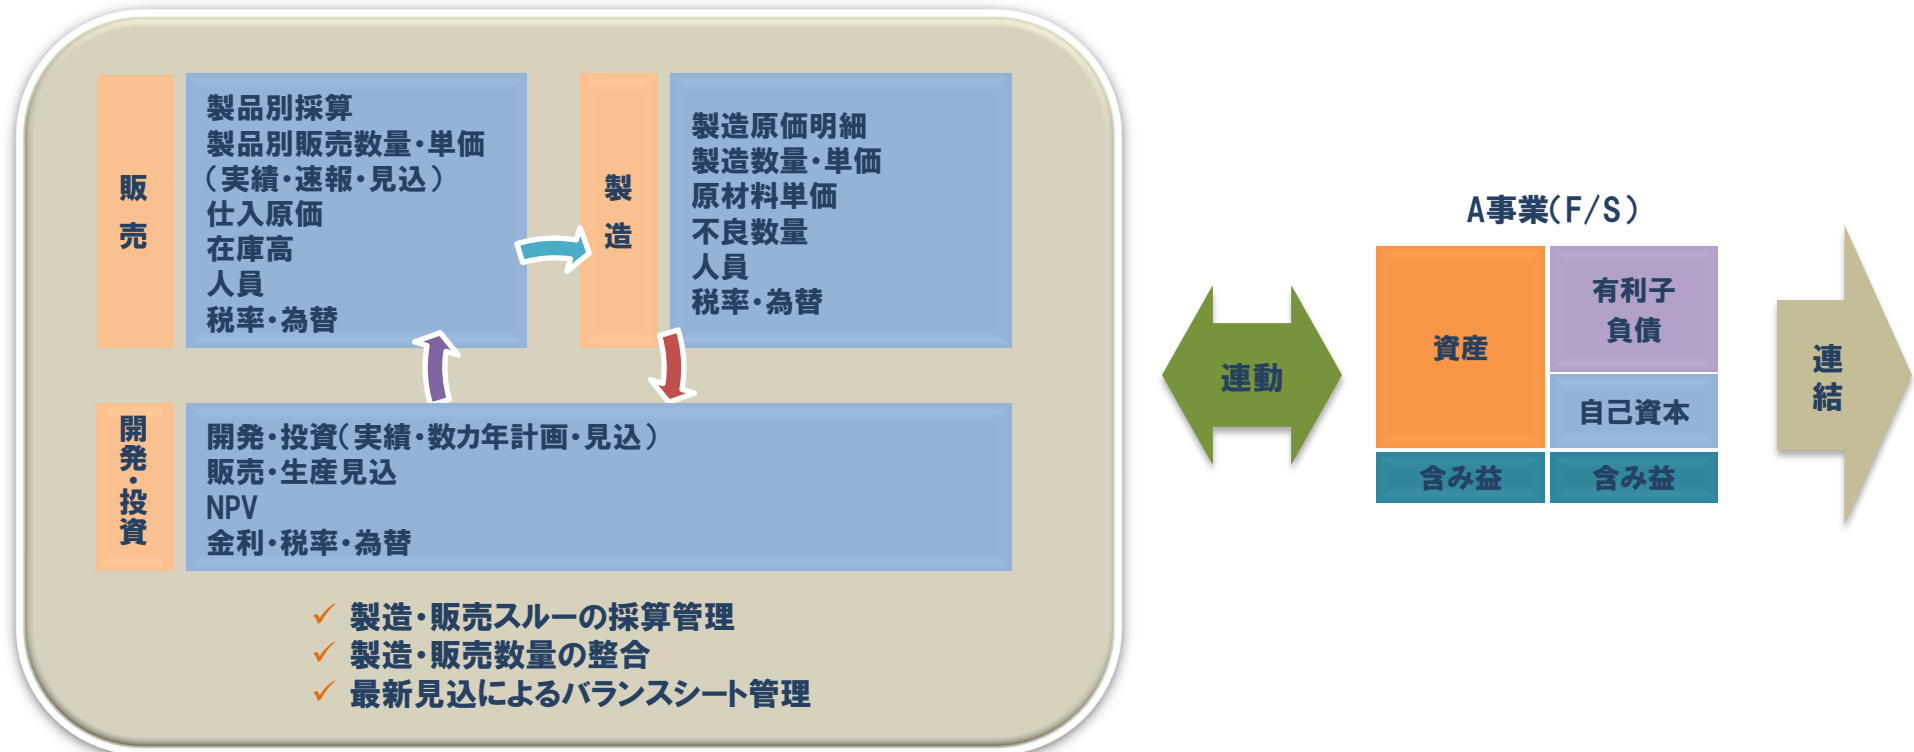 販売
製品別採算
製品別販売数量・単価
(実績・速報・見込)
仕入原価
在庫高
人員
税率・為替
製造
製造原価明細
製造数量・単価
原材料単価
不良数量
人員
税率・為替
開発・投資
開発・投資(実績・数カ年計画・見込)
販売・生産見込
NPV
金利・税率・為替
✓ 製造・販売スルーの採算管理
✓ 製造・販売数量の整合
✓ 最新見込によるバランスシート管理
連動
A事業(F/S)
資産
有利子
負債
自己資本
含み益
含み益
連結